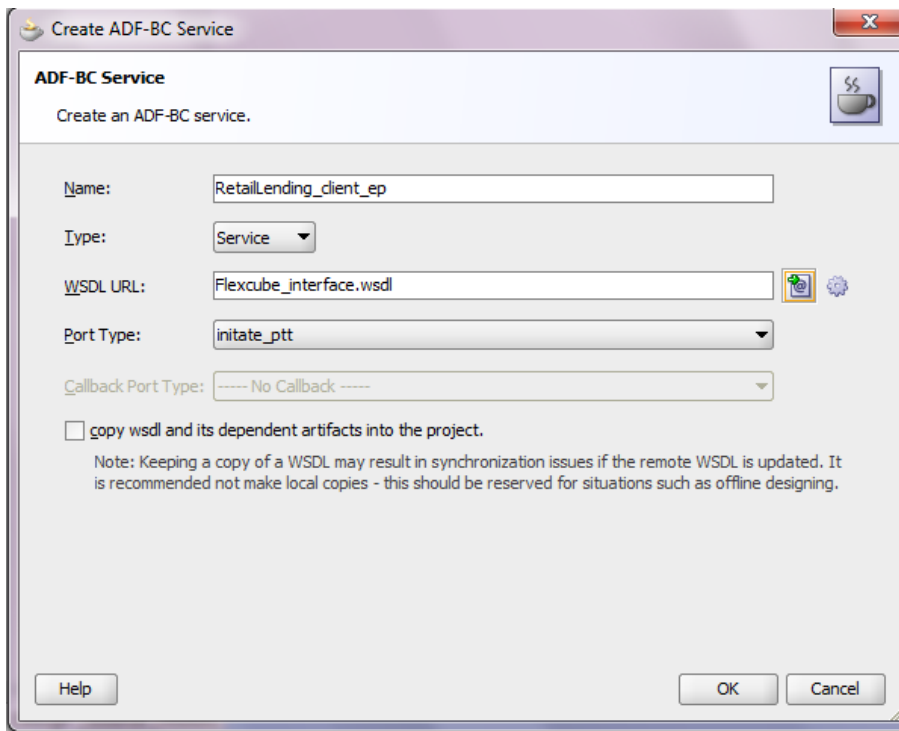 Create ADF-BC Service
ADF-BC Service
Create an ADF-BC service.
Name: RetailLending_client_ep
Type: Service
WSDL URL: Flexcube_interface.wsdl
Port Type: initate_ptt
Callback Port Type: ----- No Callback -----
copy wsdl and its dependent artifacts into the project.
Note: Keeping a copy of a WSDL may result in synchronization issues if the remote WSDL is updated. It
is recommended not make local copies - this should be reserved for situations such as offline designing.
Help OK Cancel